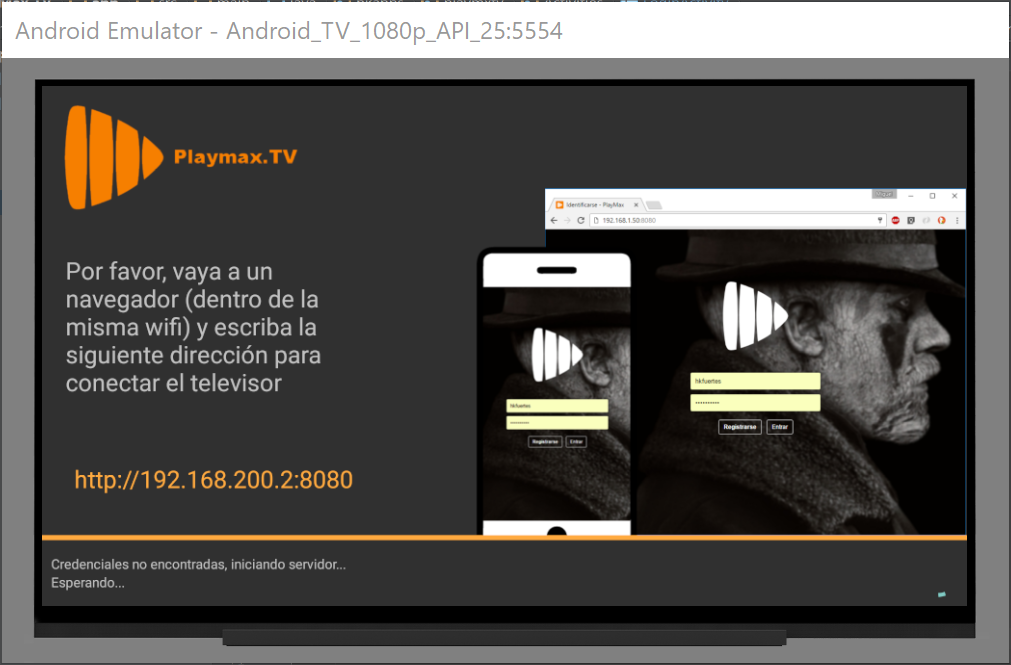 Android Emulator - Android_TV_1080p_API_25:5554
Playmax.TV
Identificarse - PlayMax
192.168.1.50:8080
Por favor, vaya a un
navegador (dentro de la
misma wifi) y escriba la
siguiente dirección para
conectar el televisor
http://192.168.200.2:8080
hkfuertes
Registrarse Entrar
hkfuertes
Registrarse Entrar
Credenciales no encontradas, iniciando servidor...
Esperando...